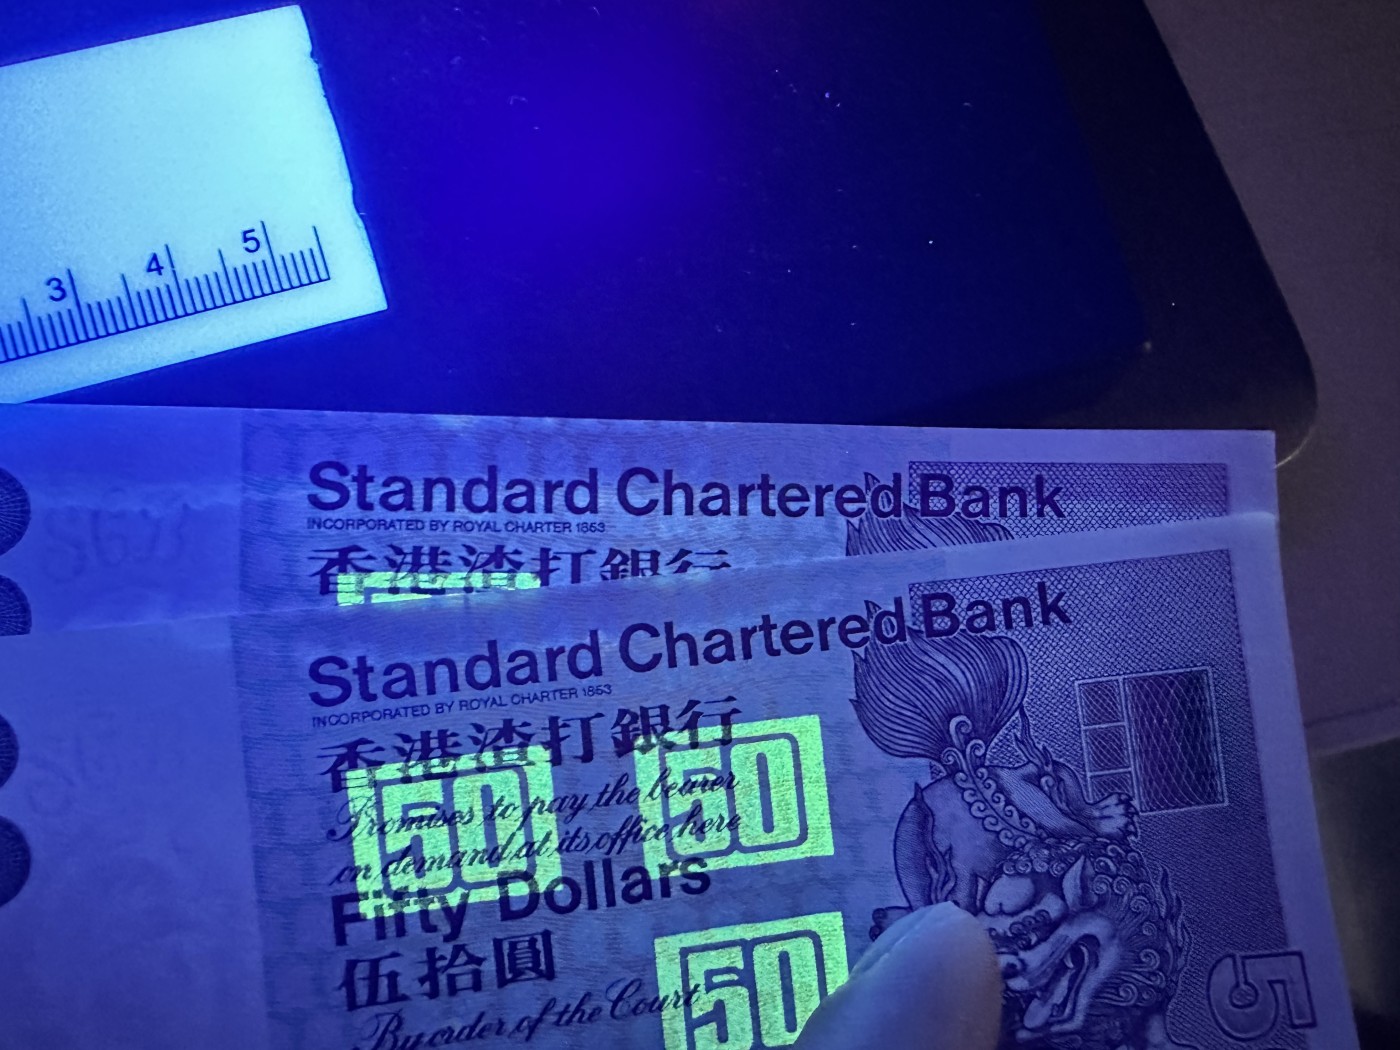 3 4 5
Standard Chartered Bank
INCORPORATED BY ROYAL CHARTER 1853
香港渣打銀行
Standard Chartered Bank
INCORPORATED BY ROYAL CHARTER 1853
香港渣打銀行
50 50
Promises to pay the bearer
on demand at its office here
Fifty Dollars
伍拾圓
50
By order of the Court
5